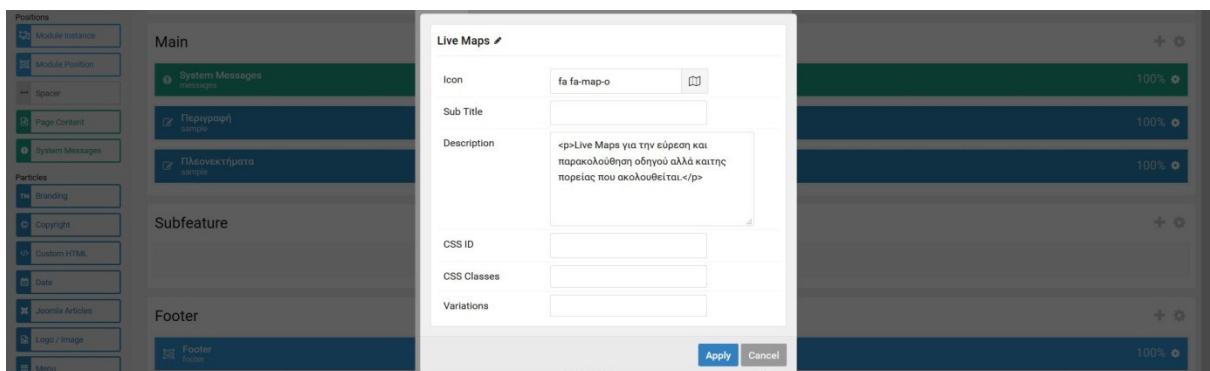 Positions
Module Instance
Module Position
Spacer
Page Content
System Messages
Particles
Branding
Copyright
Custom HTML
Date
Joomla Articles
Logo / Image
Menu
Main
System Messages
messages
100%
Περιγραφή
sample
100%
Πλεονεκτήματα
sample
100%
Subfeature
Footer
Footer
footer
100%
Live Maps
Icon
fa fa-map-o
Sub Title
Description
<p>Live Maps για την εύρεση και
παρακολούθηση οδηγού αλλά καιτης
πορείας που ακολουθείται.</p>
CSS ID
CSS Classes
Variations
Apply
Cancel